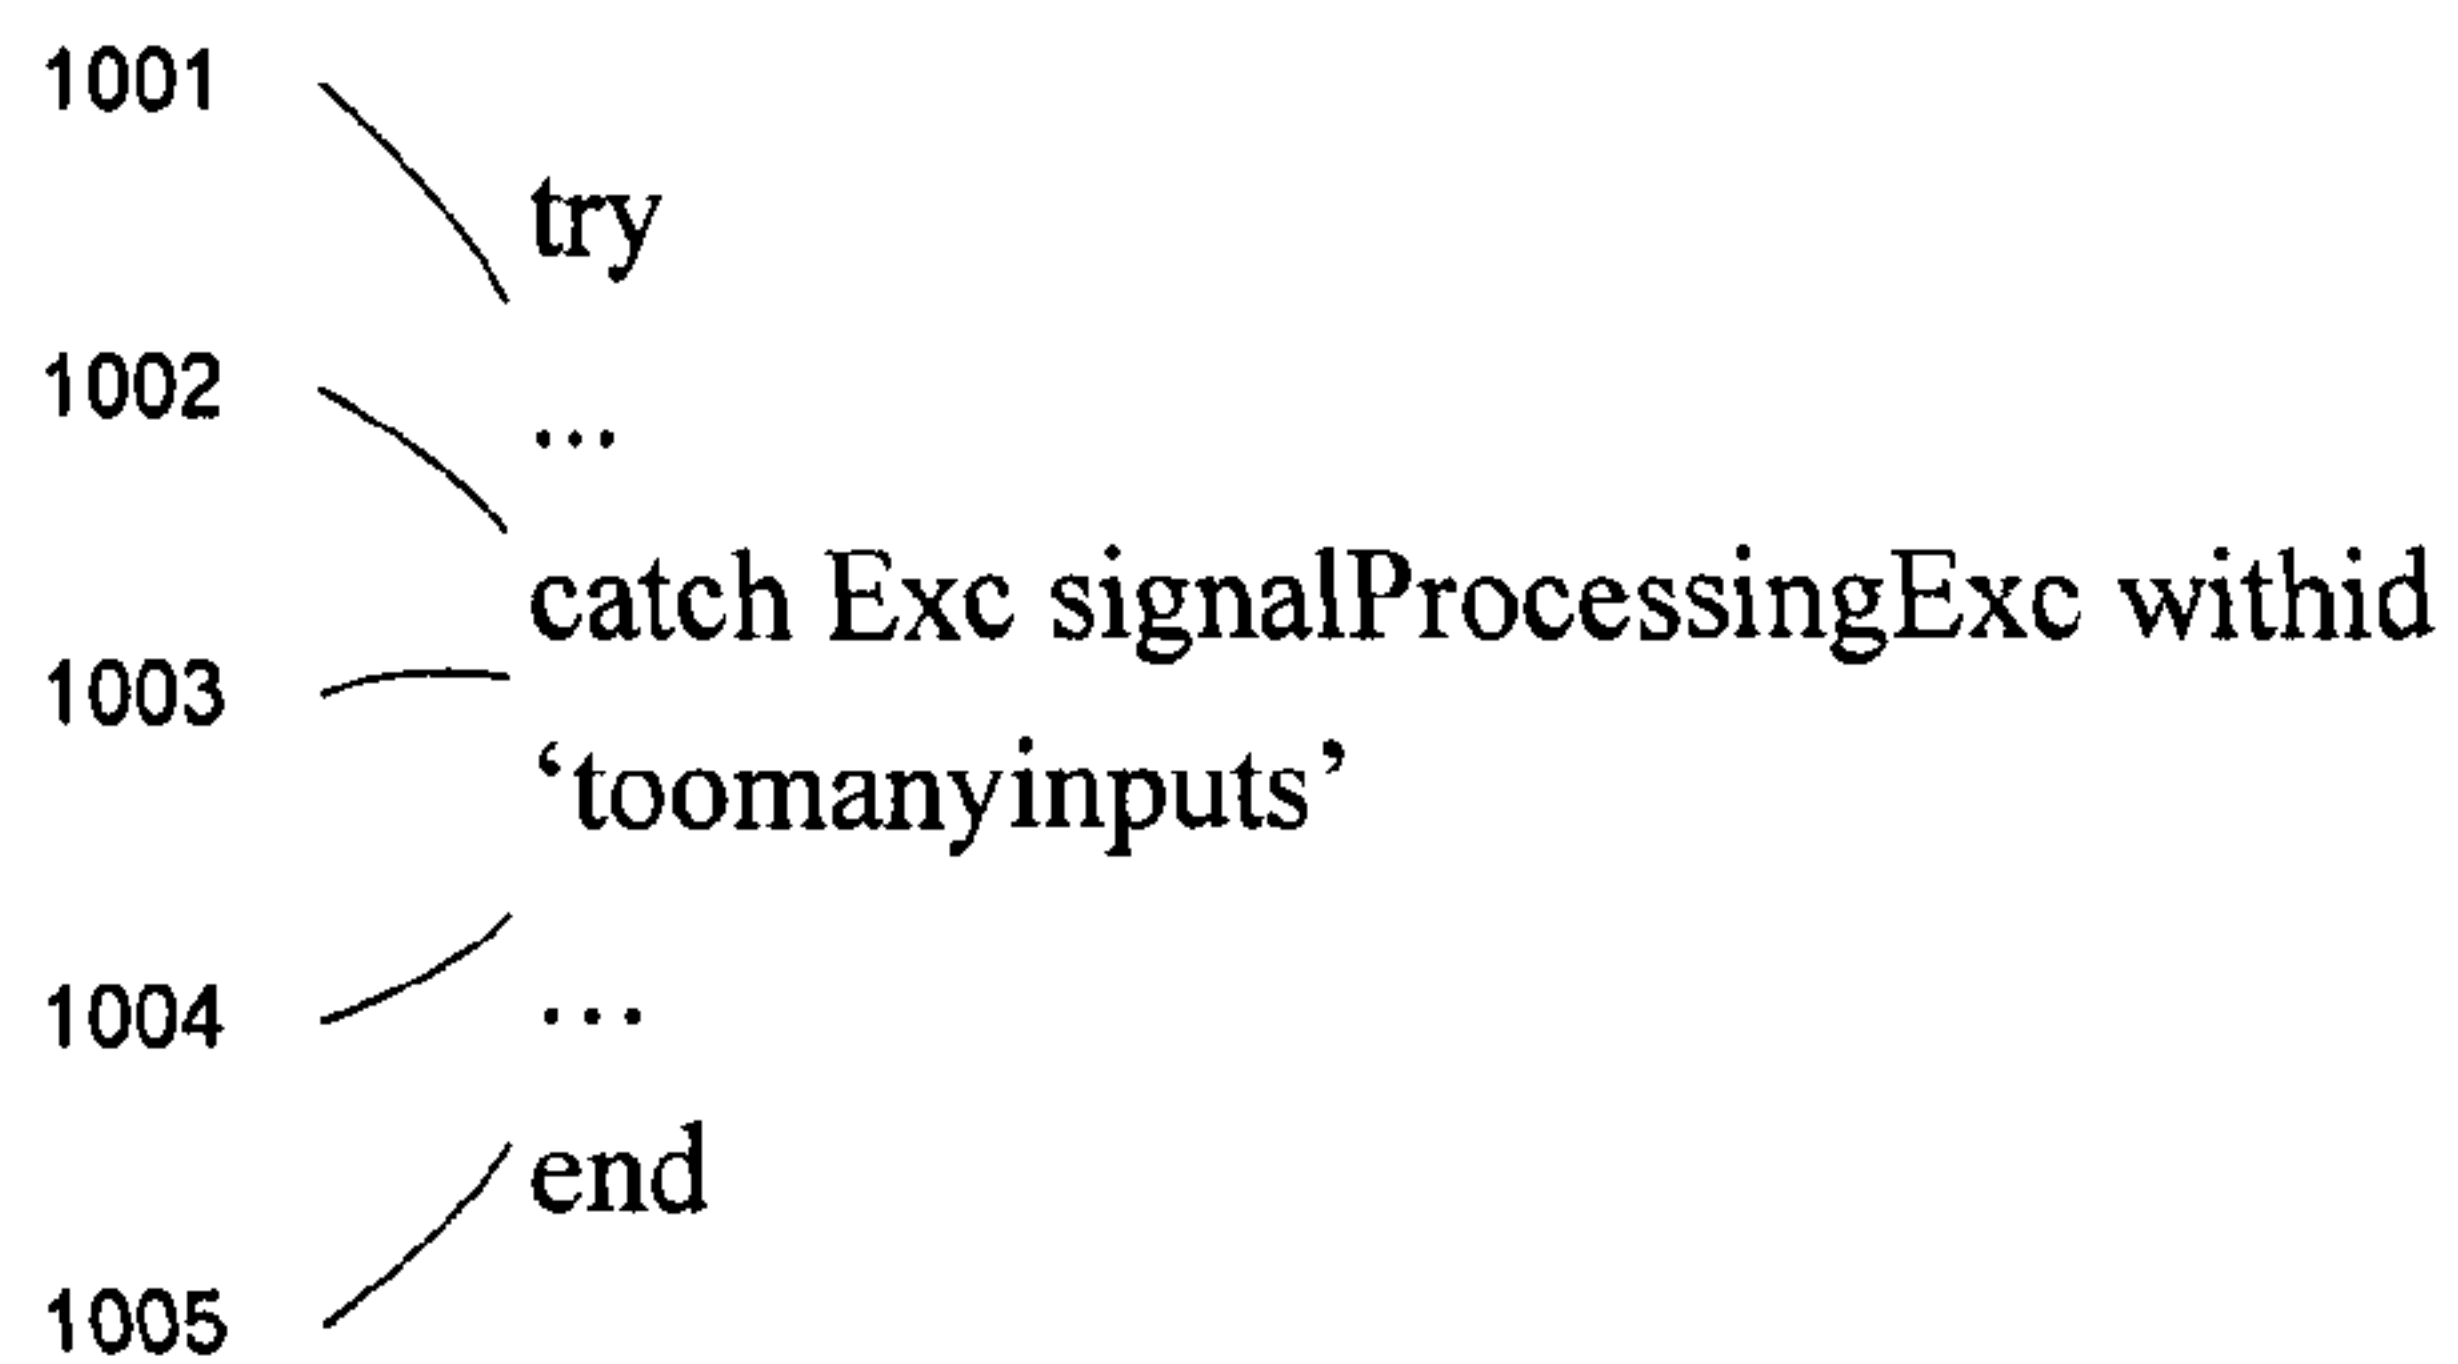 1001
try
1002
...
catch Exc signalProcessingExc withid
1003
‘toomanyinputs’
1004
...
end
1005